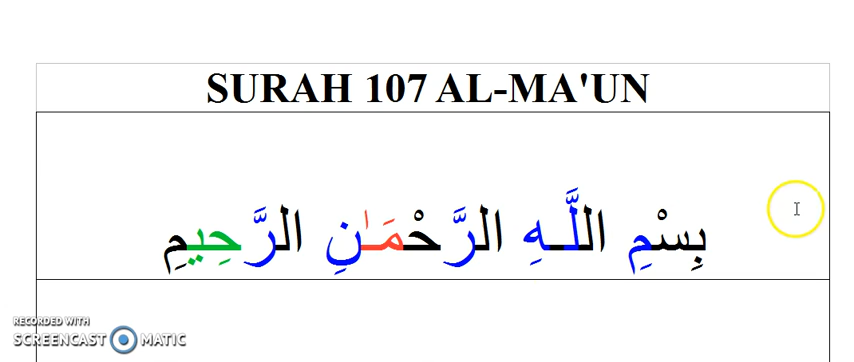 SURAH 107 AL-MA'UN
بِسْمِ اللَّـهِ الرَّحْمَـٰنِ الرَّحِيمِ
RECORDED WITH
SCREENCAST MATIC